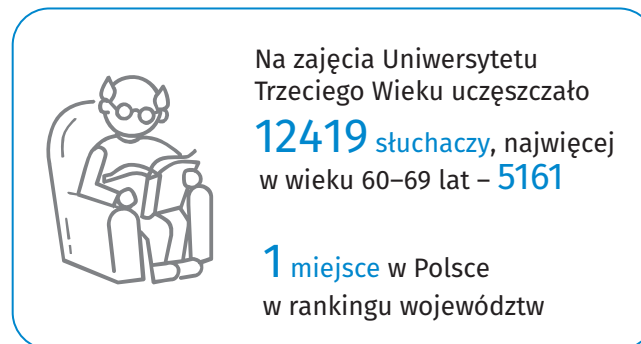 Na zajęcia Uniwersytetu
Trzeciego Wieku uczęszczało
12419 słuchaczy, najwięcej
w wieku 60–69 lat – 5161
1 miejsce w Polsce
w rankingu województw